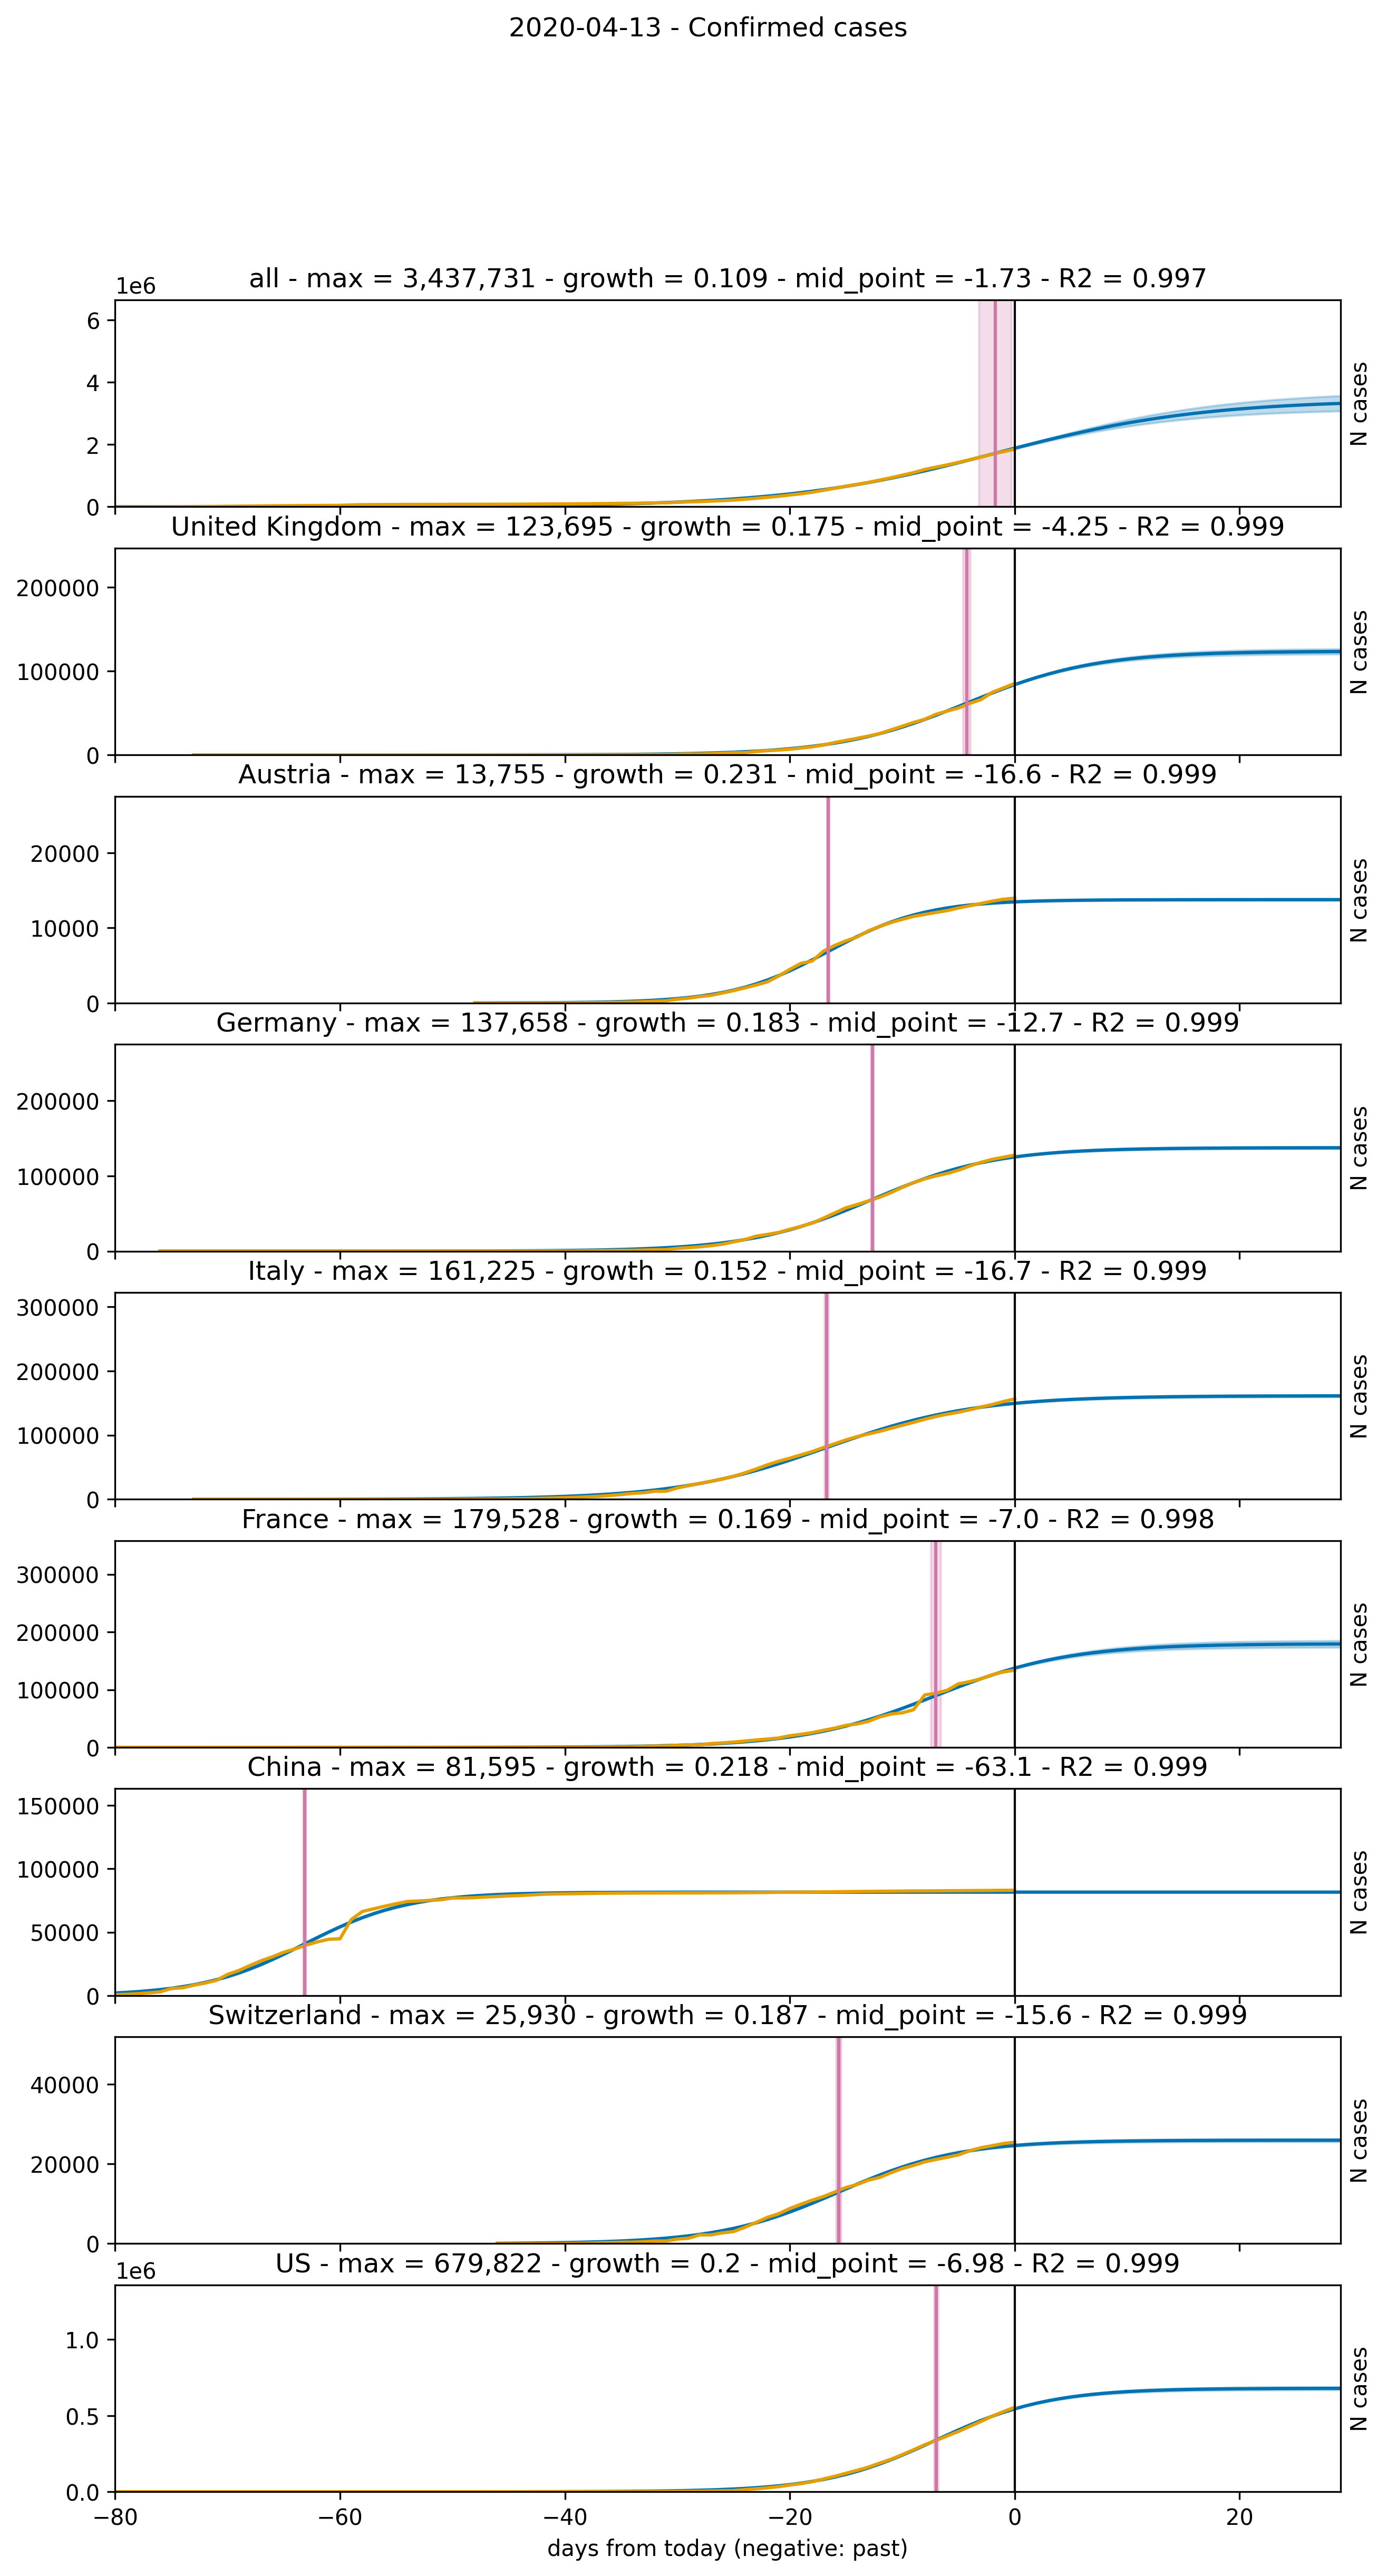 2020-04-13 - Confirmed cases
all - max = 3,437,731 - growth = 0.109 - mid_point = -1.73 - R2 = 0.997
1e6
6
4
2
0
N cases
United Kingdom - max = 123,695 - growth = 0.175 - mid_point = -4.25 - R2 = 0.999
200000
100000
0
N cases
Austria - max = 13,755 - growth = 0.231 - mid_point = -16.6 - R2 = 0.999
20000
10000
0
N cases
Germany - max = 137,658 - growth = 0.183 - mid_point = -12.7 - R2 = 0.999
200000
100000
0
N cases
Italy - max = 161,225 - growth = 0.152 - mid_point = -16.7 - R2 = 0.999
300000
200000
100000
0
N cases
France - max = 179,528 - growth = 0.169 - mid_point = -7.0 - R2 = 0.998
300000
200000
100000
0
N cases
China - max = 81,595 - growth = 0.218 - mid_point = -63.1 - R2 = 0.999
150000
100000
50000
0
N cases
Switzerland - max = 25,930 - growth = 0.187 - mid_point = -15.6 - R2 = 0.999
40000
20000
0
N cases
US - max = 679,822 - growth = 0.2 - mid_point = -6.98 - R2 = 0.999
1e6
1.0
0.5
0.0
N cases
−80 −60 −40 −20 0 20
days from today (negative: past)